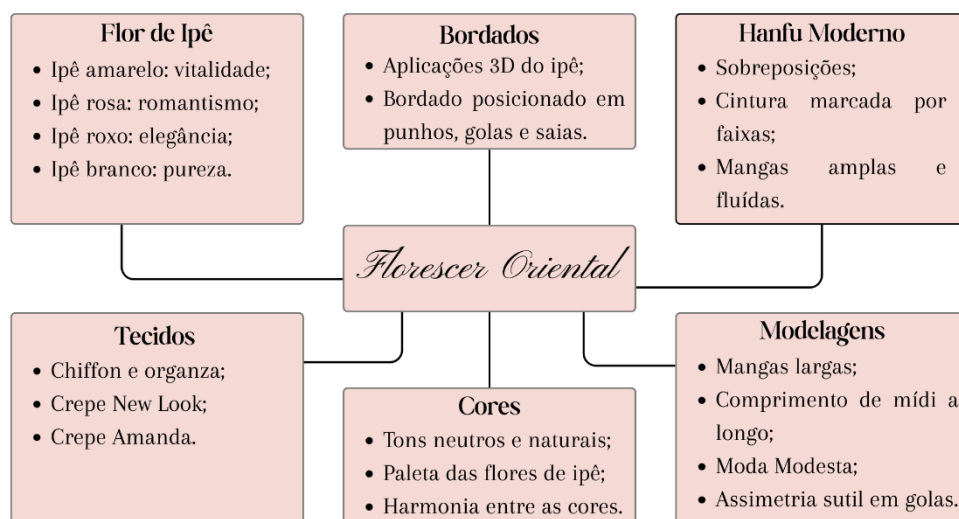 Flor de Ipê
• Ipê amarelo: vitalidade;
• Ipê rosa: romantismo;
• Ipê roxo: elegância;
• Ipê branco: pureza.
Bordados
• Aplicações 3D do ipê;
• Bordado posicionado em
punhos, golas e saias.
Hanfu Moderno
• Sobreposições;
• Cintura marcada por
faixas;
• Mangas amplas e
fluídas.
Florescer Oriental
Tecidos
• Chiffon e organza;
• Crepe New Look;
• Crepe Amanda.
Cores
• Tons neutros e naturais;
• Paleta das flores de ipê;
• Harmonia entre as cores.
Modelagens
• Mangas largas;
• Comprimento de mídi a
longo;
• Moda Modesta;
• Assimetria sutil em golas.